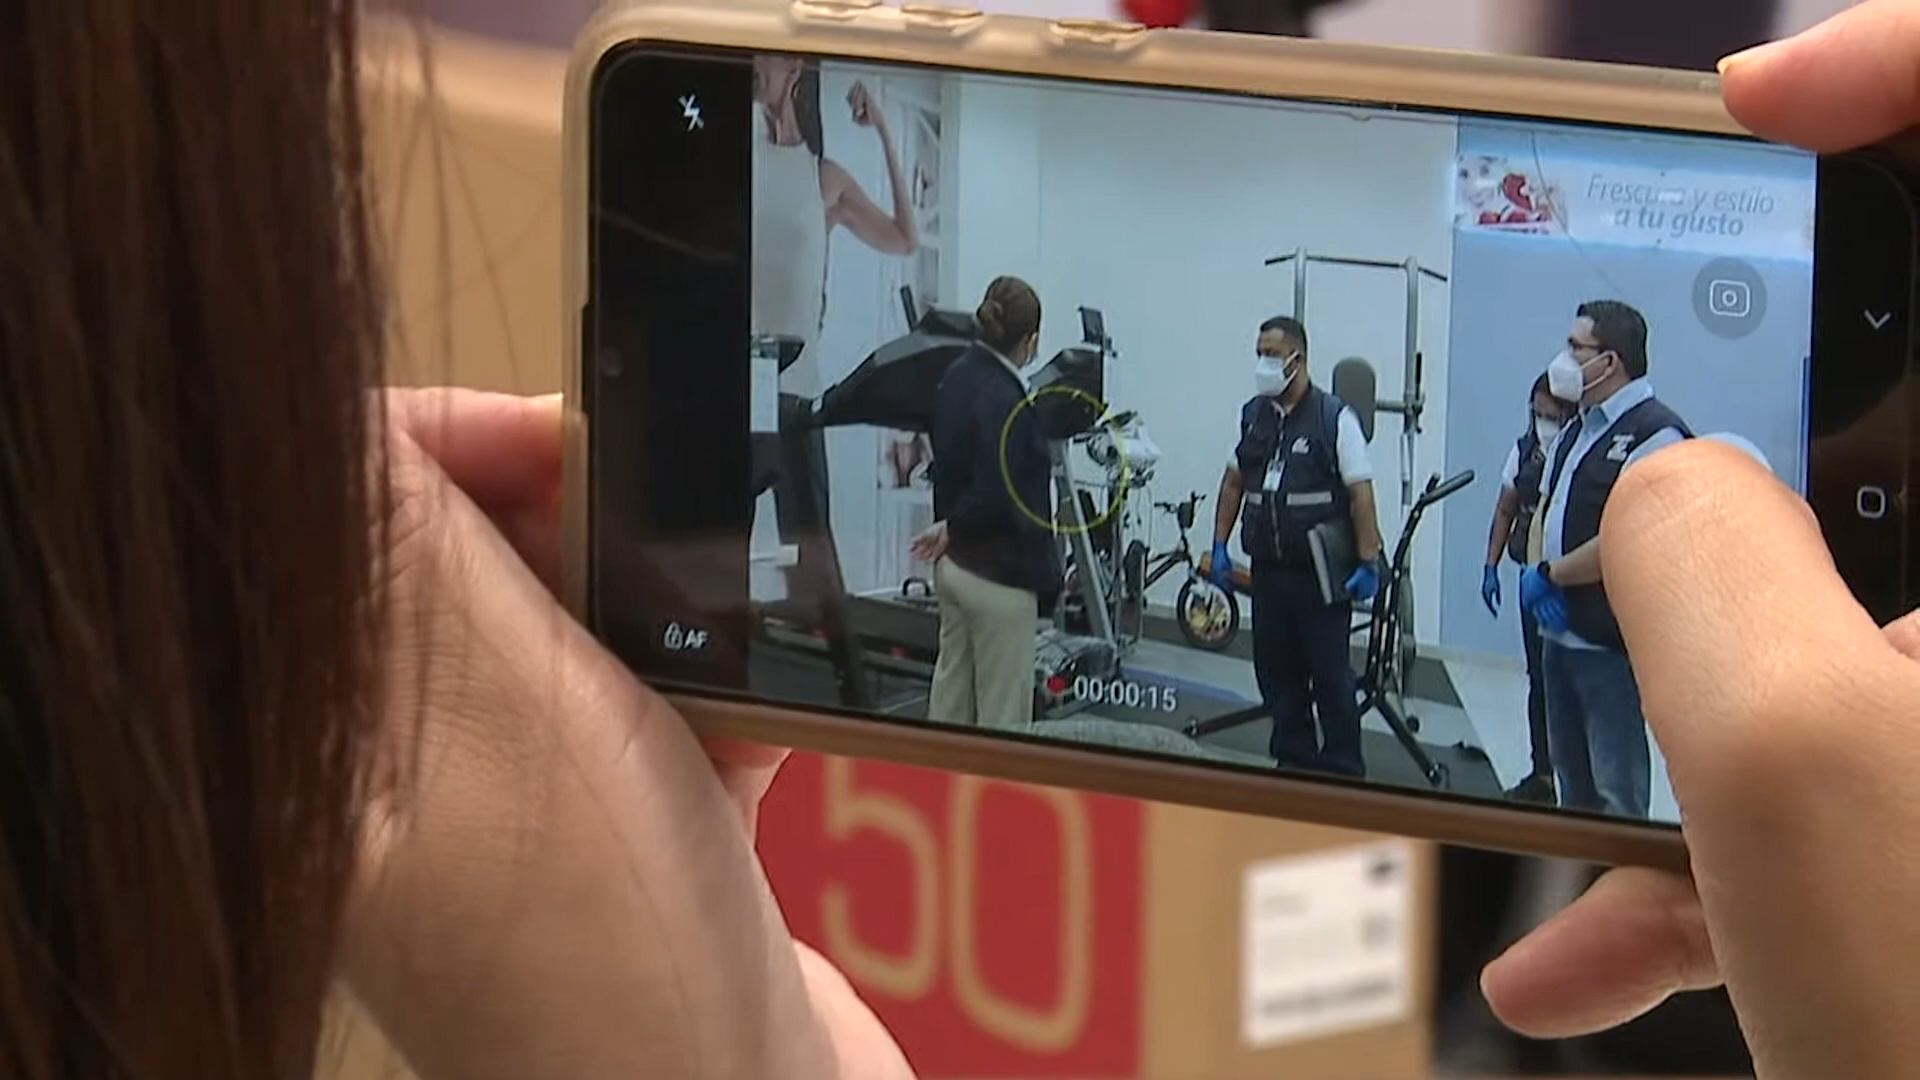 Frescura y estilo
a tu gusto
AF
00:00:15
50